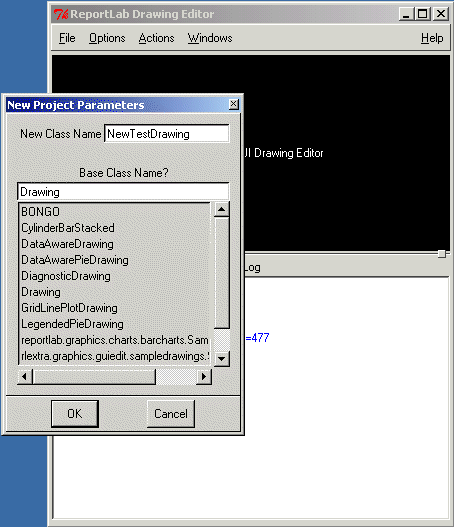 ReportLab Drawing Editor
File Options Actions Windows Help
New Project Parameters
New Class Name NewTestDrawing
UI Drawing Editor
Base Class Name?
Drawing
BONGO
CylinderBarStacked
DataAwareDrawing
DataAwarePieDrawing
DiagnosticDrawing
Drawing
GridLinePlotDrawing
LegendedPieDrawing
reportlab.graphics.charts.barcharts.Sam
rlextra.graphics.guiedit.sampledrawings.S
Log
=477
OK Cancel